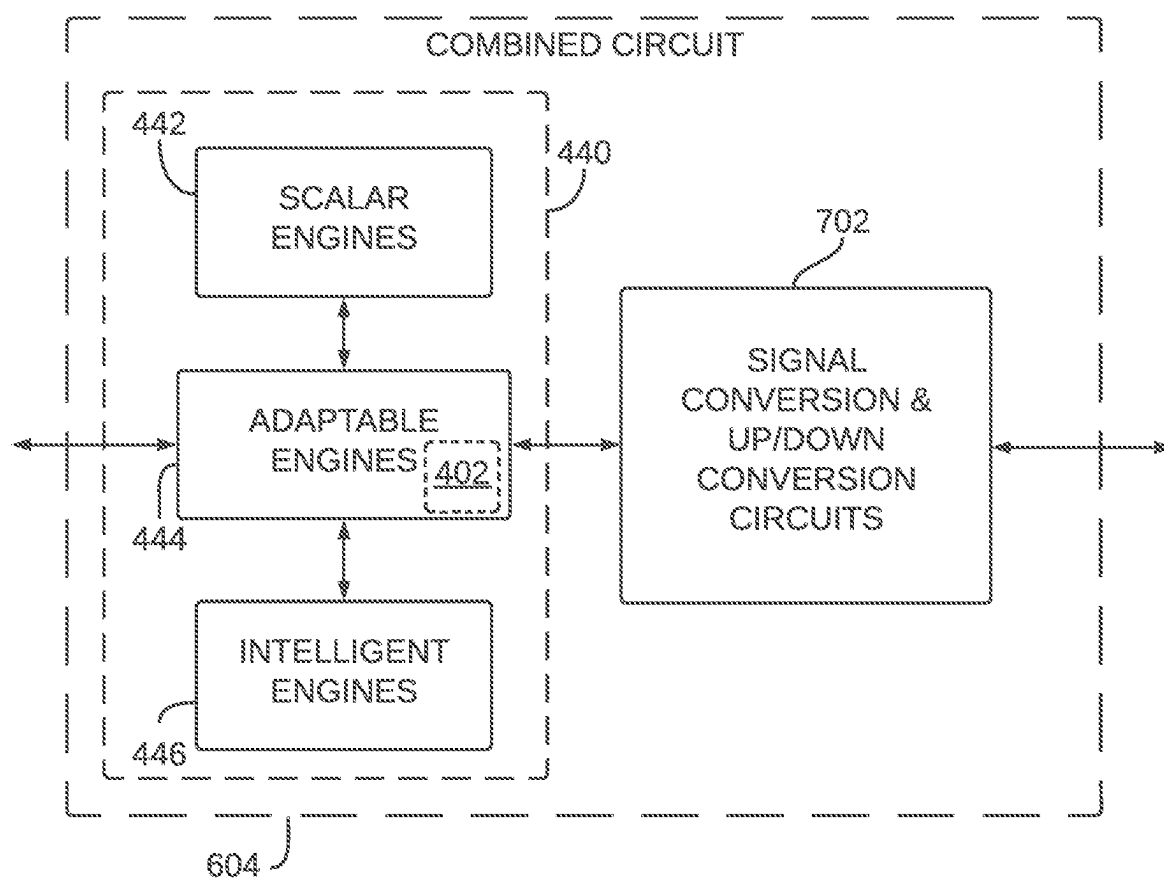 COMBINED CIRCUIT
442
440
SCALAR
ENGINES
702
SIGNAL
CONVERSION &
UP/DOWN
CONVERSION
CIRCUITS
ADAPTABLE
ENGINES
402
444
INTELLIGENT
ENGINES
446
604